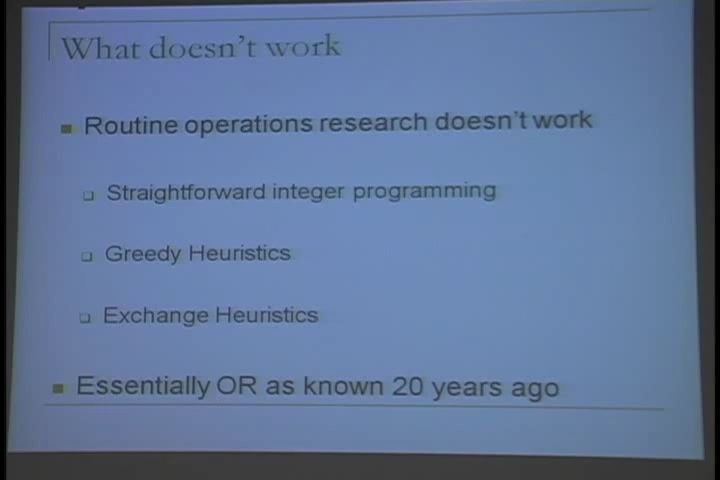 What doesn't work
Routine operations research doesn't work
Straightforward integer programming
Greedy Heuristics
Exchange Heuristics
Essentially OR as known 20 years ago